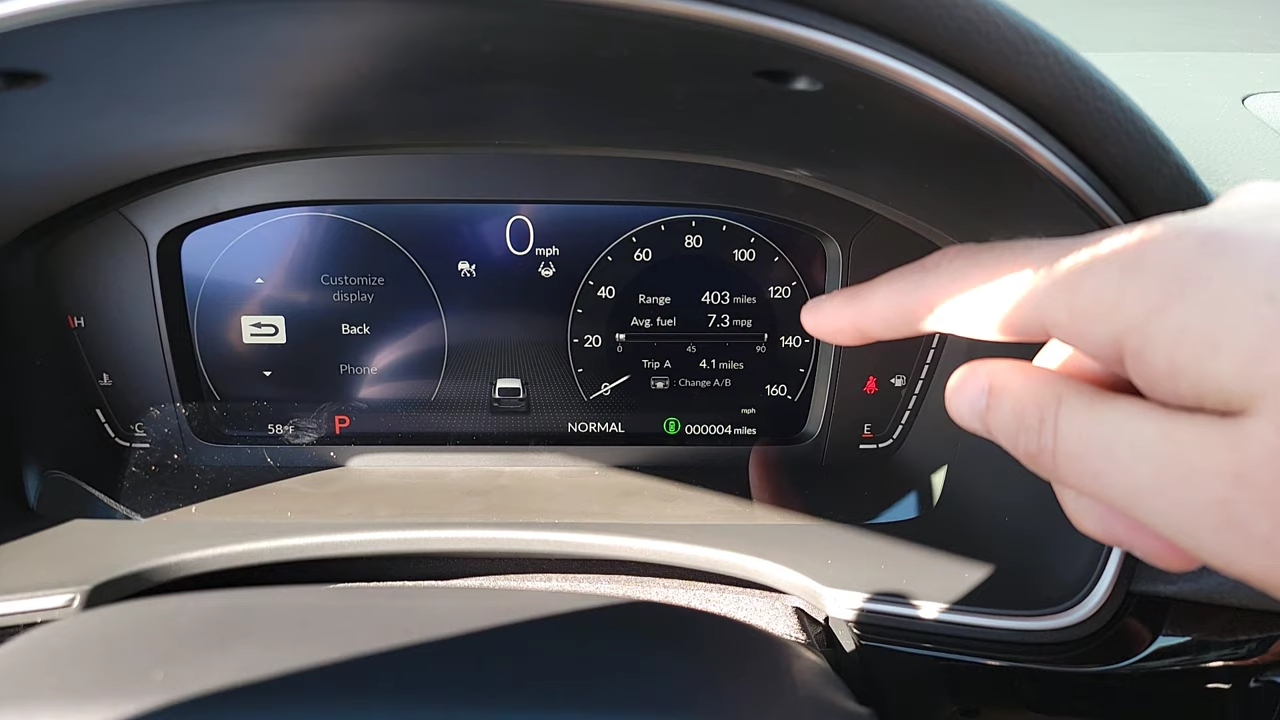 0 mph
Customize
display
Back
Phone
H
C
58°F
P
NORMAL
000004 miles
0
20
40
60
80
100
120
140
160
mph
Range 403 miles
Avg. fuel 7.3 mpg
0 45 90
Trip A 4.1 miles
: Change A/B
E